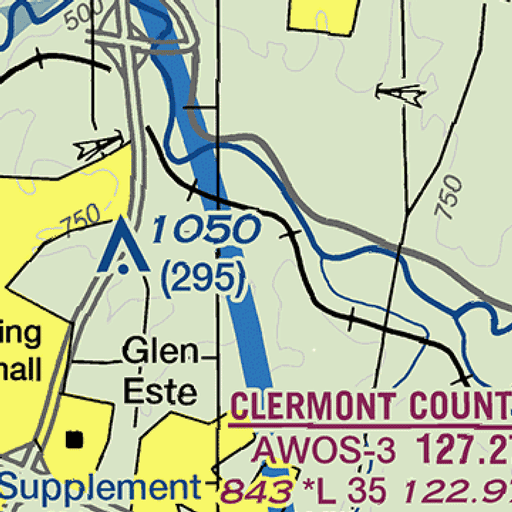 500
750
750
1050
(295)
ing
hall
Glen
Este
CLERMONT COUNT
AWOS-3 127.27
Supplement 843 *L 35 122.9